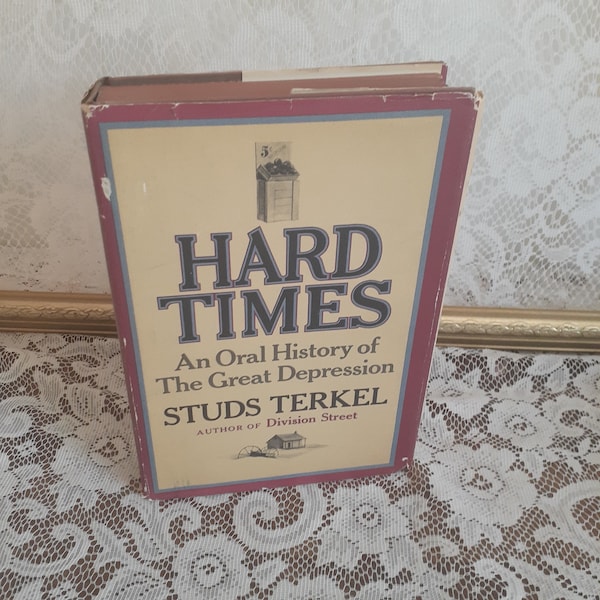 5¢
HARD
TIMES
An Oral History of
The Great Depression
STUDS TERKEL
AUTHOR OF Division Street